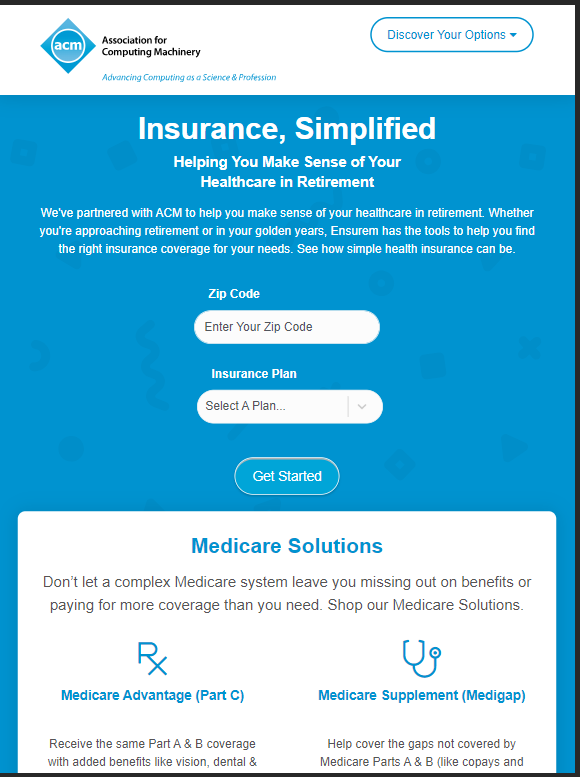 acm
Association for
Computing Machinery
Advancing Computing as a Science & Profession
Discover Your Options
Insurance, Simplified
Helping You Make Sense of Your
Healthcare in Retirement
We've partnered with ACM to help you make sense of your healthcare in retirement. Whether
you're approaching retirement or in your golden years, Ensurem has the tools to help you find
the right insurance coverage for your needs. See how simple health insurance can be.
Zip Code
Enter Your Zip Code
Insurance Plan
Select A Plan...
Get Started
Medicare Solutions
Don’t let a complex Medicare system leave you missing out on benefits or
paying for more coverage than you need. Shop our Medicare Solutions.
Medicare Advantage (Part C)
Receive the same Part A & B coverage
with added benefits like vision, dental &
Medicare Supplement (Medigap)
Help cover the gaps not covered by
Medicare Parts A & B (like copays and